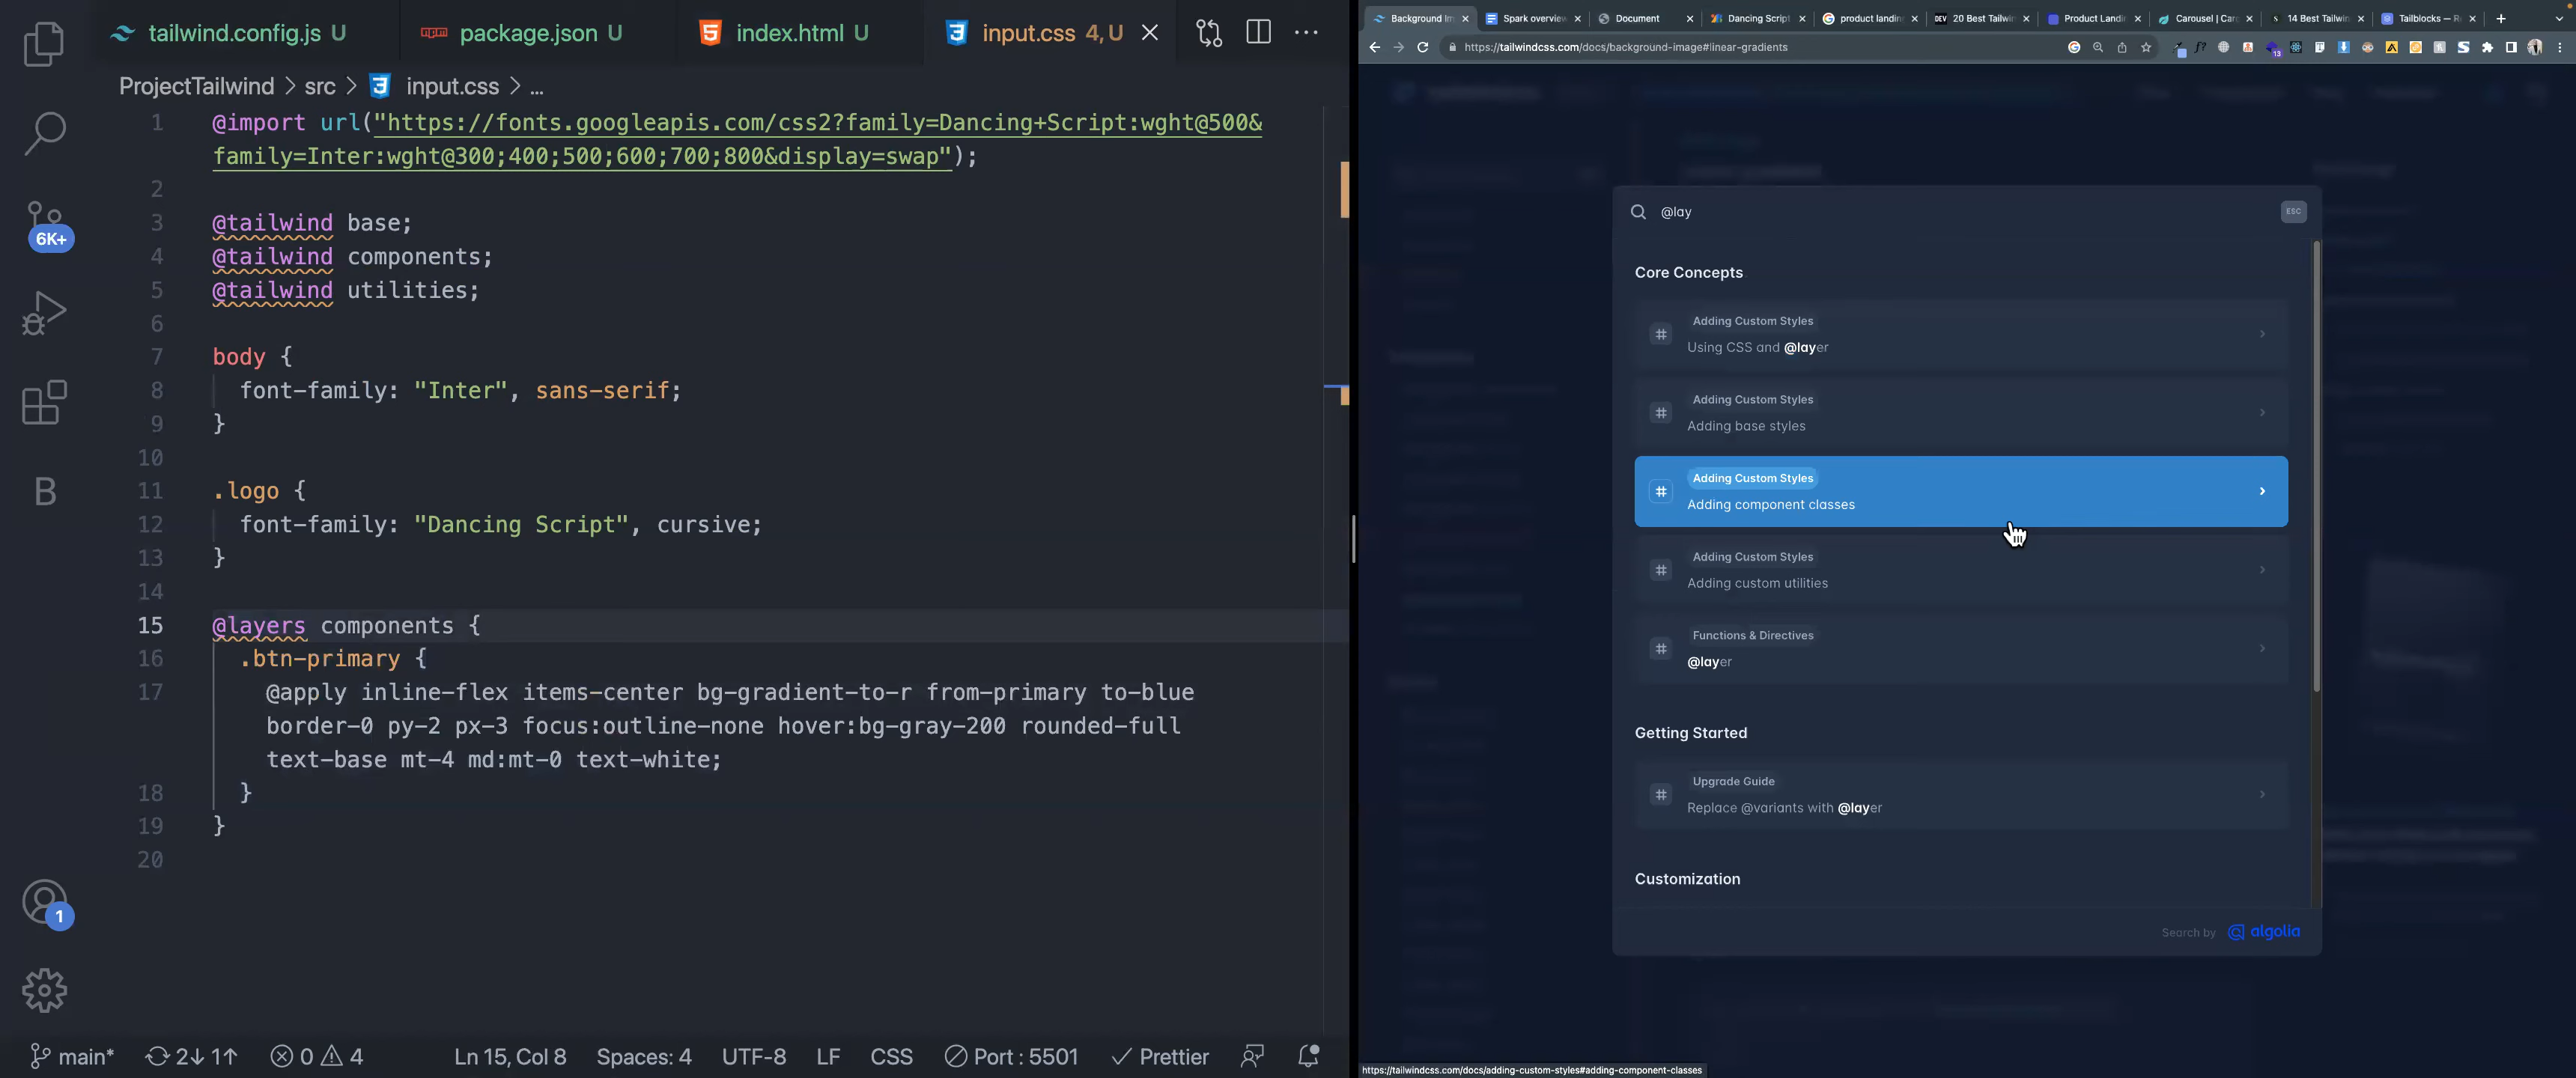 tailwind.config.js U
package.json U
index.html U
input.css 4, U
ProjectTailwind > src > input.css > ...
1 @import url("https://fonts.googleapis.com/css2?family=Dancing+Script:wght@500&
family=Inter:wght@300;400;500;600;700;800&display=swap");
2
3 @tailwind base;
4 @tailwind components;
5 @tailwind utilities;
6
7 body {
8 font-family: "Inter", sans-serif;
9 }
10
11 .logo {
12 font-family: "Dancing Script", cursive;
13 }
14
15 @layers components {
16 .btn-primary {
17 @apply inline-flex items-center bg-gradient-to-r from-primary to-blue
border-0 py-2 px-3 focus:outline-none hover:bg-gray-200 rounded-full
text-base mt-4 md:mt-0 text-white;
18 }
19 }
20
6K+
B
1
main* 2↓ 1↑ 0 4 Ln 15, Col 8 Spaces: 4 UTF-8 LF CSS Port : 5501 Prettier
Background Im
Spark overview
Document
Dancing Script
product landin
DEV 20 Best Tailwin
Product Landi
Carousel | Car
14 Best Tailwin
Tailblocks — R
https://tailwindcss.com/docs/background-image#linear-gradients
13
@lay
ESC
Core Concepts
Adding Custom Styles
Using CSS and @layer
Adding Custom Styles
Adding base styles
Adding Custom Styles
Adding component classes
Adding Custom Styles
Adding custom utilities
Functions & Directives
@layer
Getting Started
Upgrade Guide
Replace @variants with @layer
Customization
Search by algolia
https://tailwindcss.com/docs/adding-custom-styles#adding-component-classes